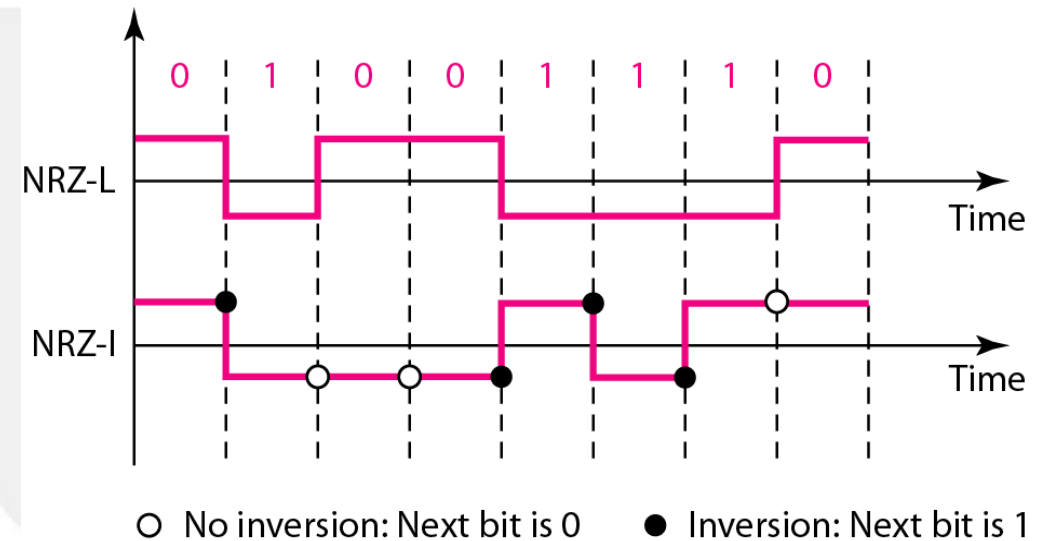 0 1 0 0 1 1 1 0
NRZ-L
Time
NRZ-I
Time
No inversion: Next bit is 0
Inversion: Next bit is 1